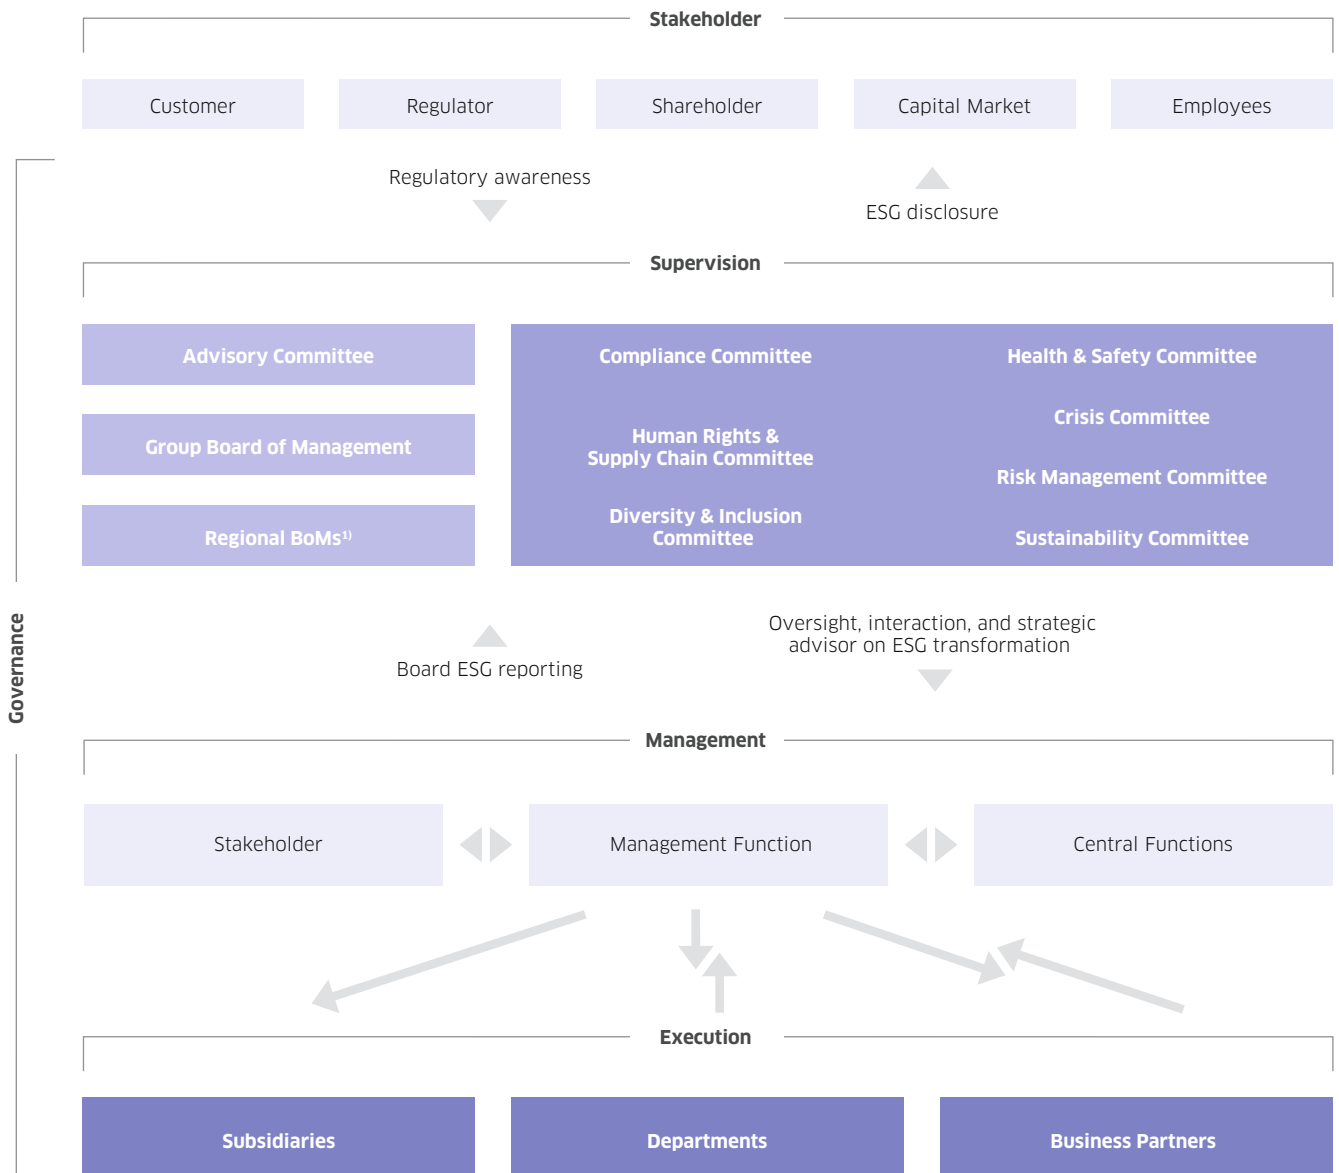 Stakeholder
Customer
Regulator
Shareholder
Capital Market
Employees
Regulatory awareness
ESG disclosure
Supervision
Advisory Committee
Group Board of Management
Regional BoMs¹⁾
Compliance Committee
Human Rights &
Supply Chain Committee
Diversity & Inclusion
Committee
Health & Safety Committee
Crisis Committee
Risk Management Committee
Sustainability Committee
Governance
Board ESG reporting
Oversight, interaction, and strategic
advisor on ESG transformation
Management
Stakeholder
Management Function
Central Functions
Execution
Subsidiaries
Departments
Business Partners